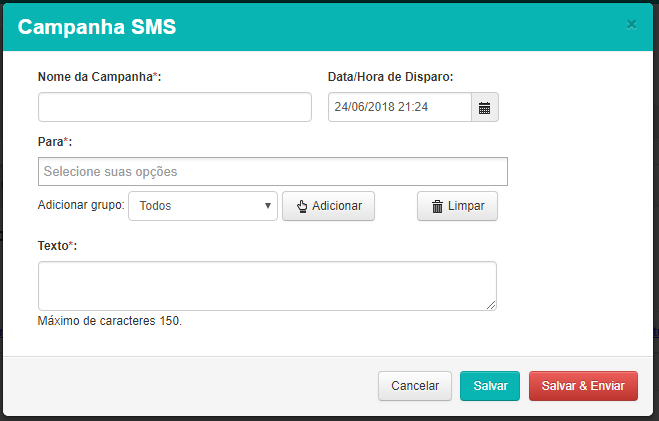 Campanha SMS ×
Nome da Campanha*: Data/Hora de Disparo:
24/06/2018 21:24
Para*:
Selecione suas opções
Adicionar grupo: Todos Adicionar Limpar
Texto*:
Máximo de caracteres 150.
Cancelar Salvar Salvar & Enviar